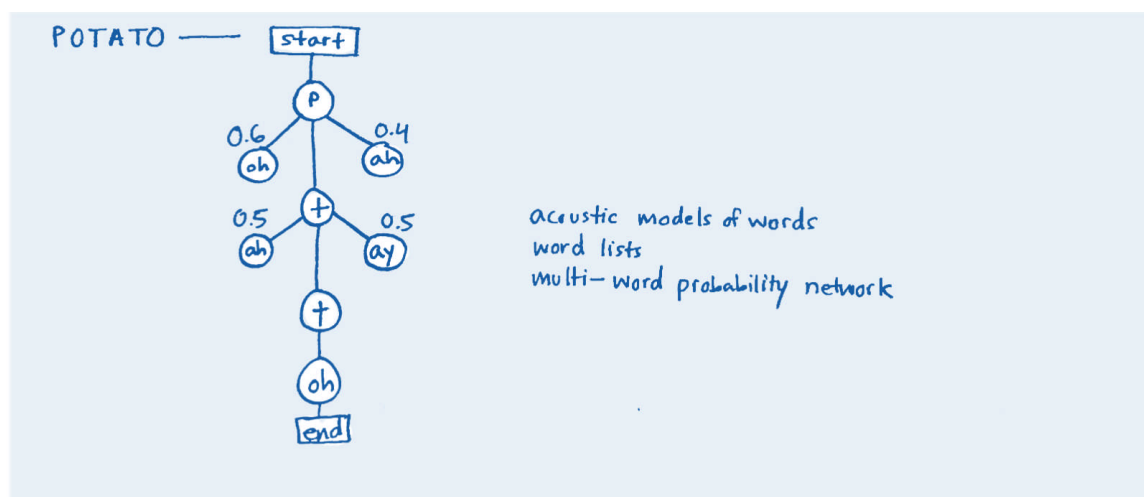 POTATO
start
P
0.6 0.4
oh ah
0.5 t 0.5
ah ay
t
oh
end
acoustic models of words
word lists
multi-word probability network